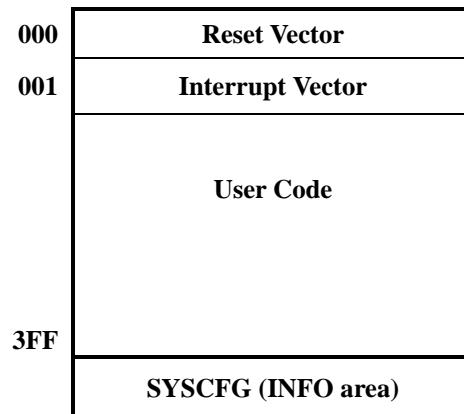 000 Reset Vector
001 Interrupt Vector
User Code
3FF
SYSCFG (INFO area)